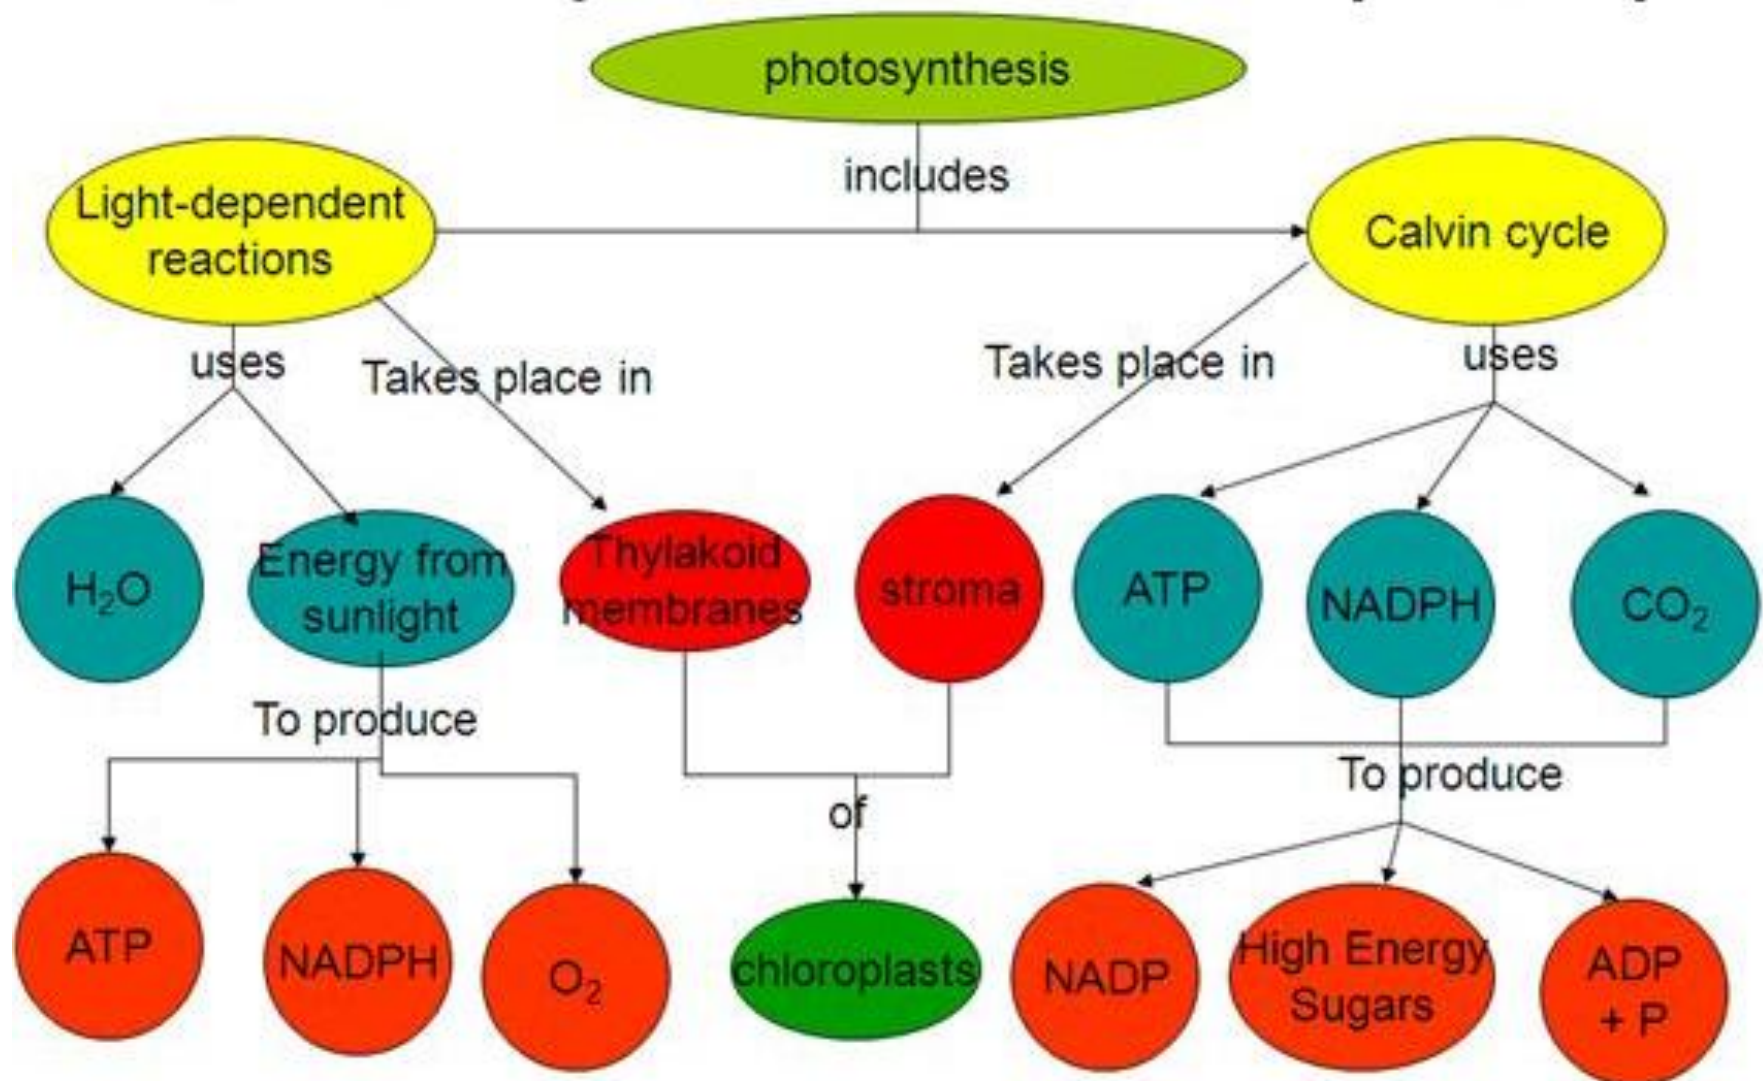 photosynthesis
includes
Light-dependent
reactions
Calvin cycle
uses
Takes place in
Takes place in
uses
H₂O
Energy from
sunlight
Thylakoid
membranes
stroma
ATP
NADPH
CO₂
To produce
of
To produce
ATP
NADPH
O₂
chloroplasts
NADP
High Energy
Sugars
ADP
+ P